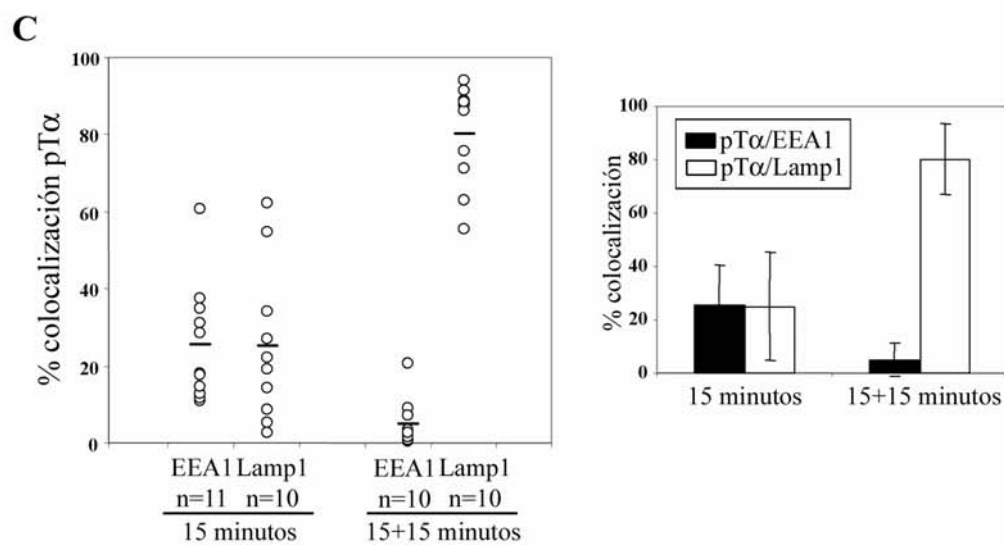 C
% colocalización pTα
100
80
60
40
20
0
EEA1 Lamp1
n=11 n=10
15 minutos
EEA1 Lamp1
n=10 n=10
15+15 minutos
% colocalización
100
80
60
40
20
0
pTα/EEA1
pTα/Lamp1
15 minutos
15+15 minutos